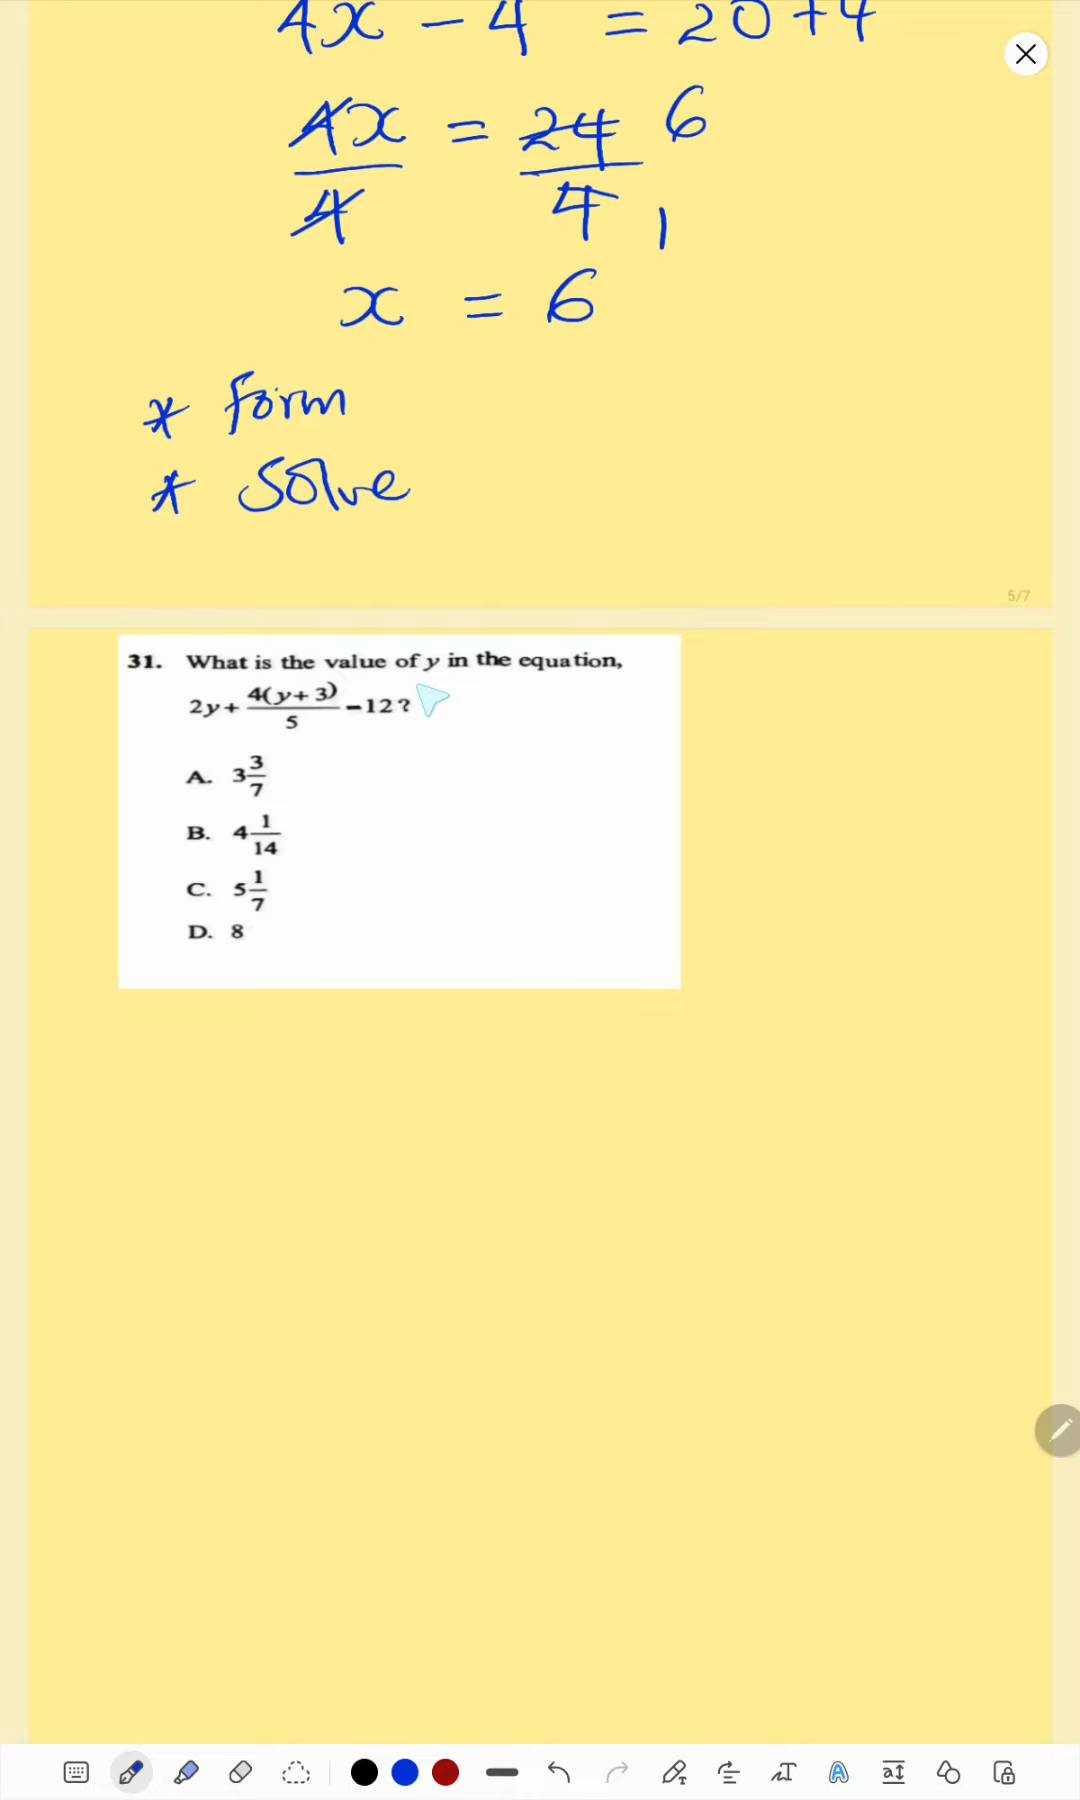 4x - 4 = 20 + 4
4x/4 = 24/4 6 1
x = 6
* form
* solve
5/7
31. What is the value of y in the equation,
2y + 4(y + 3)/5 - 12?
A. 3 3/7
B. 4 1/14
C. 5 1/7
D. 8